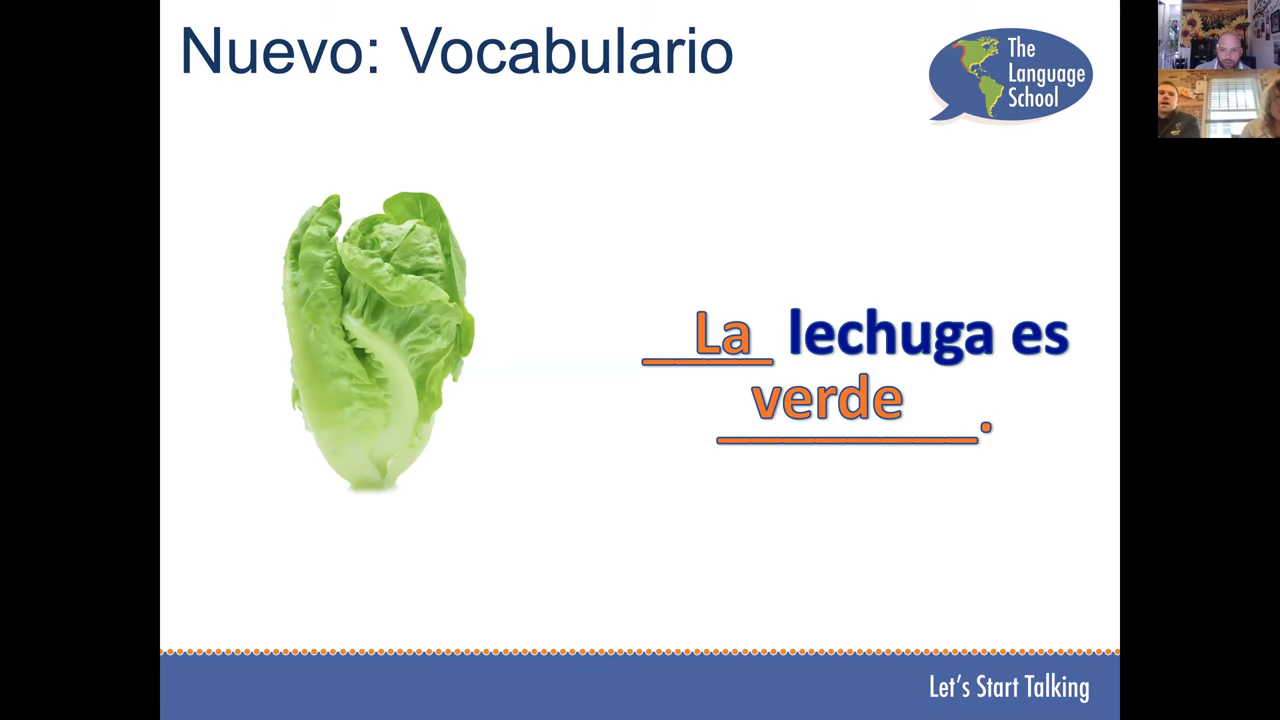 Nuevo: Vocabulario
The
Language
School
La lechuga es
verde.
Let's Start Talking